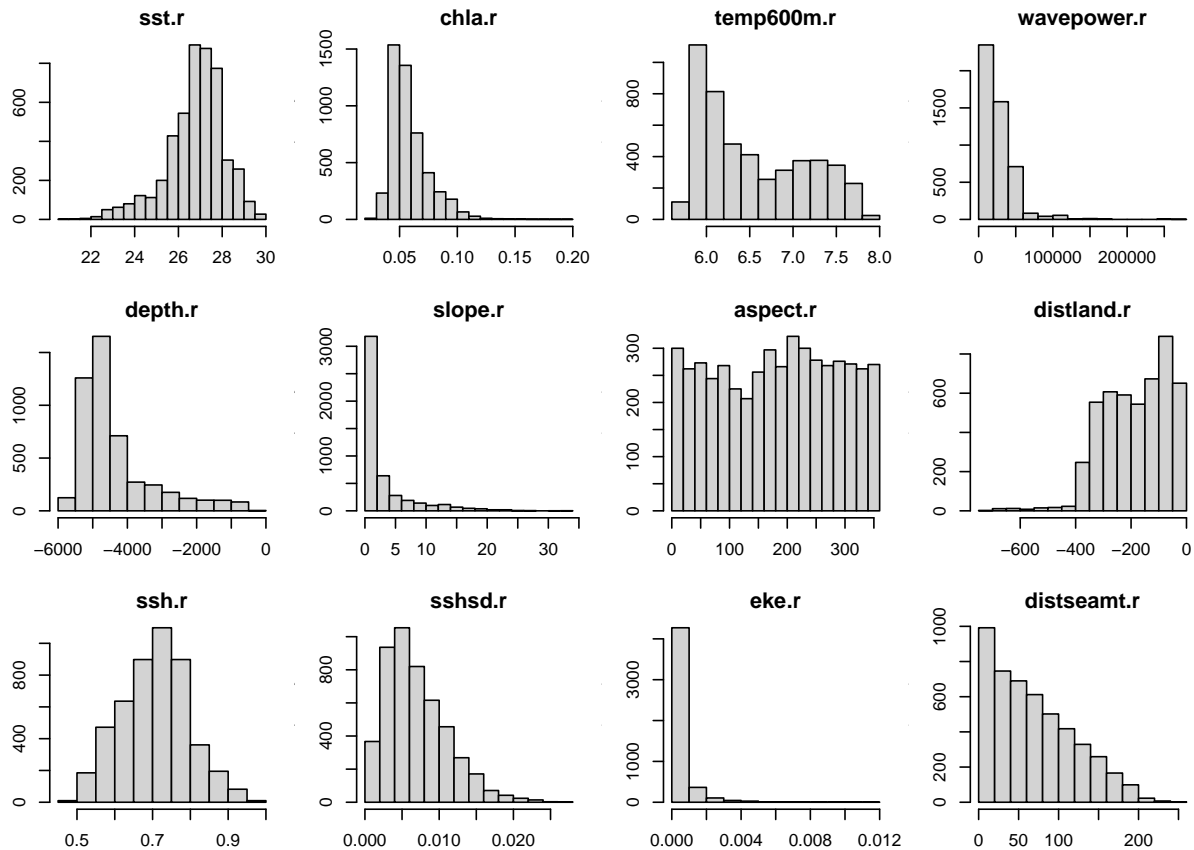 sst.r
0 200 600
22 24 26 28 30
chla.r
0 500 1000 1500
0.05 0.10 0.15 0.20
temp600m.r
0 400 800
6.0 6.5 7.0 7.5 8.0
wavepower.r
0 500 1500
0 100000 200000
depth.r
0 500 1000
−6000 −4000 −2000 0
slope.r
0 1000 2000 3000
0 5 10 20 30
aspect.r
0 100 200 300
0 100 200 300
distland.r
0 200 600
−600 −400 −200 0
ssh.r
0 400 800
0.5 0.7 0.9
sshsd.r
0 400 800
0.000 0.010 0.020
eke.r
0 1000 3000
0.000 0.004 0.008 0.012
distseamt.r
0 200 600 1000
0 50 100 200